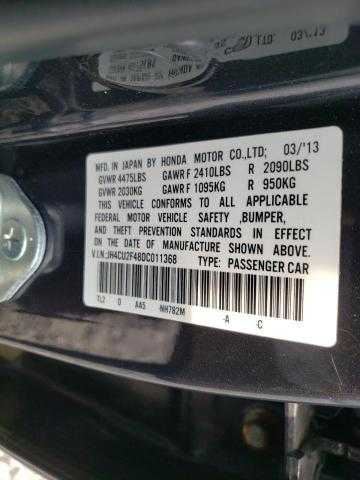 LTD. 03/'13
MFD. IN JAPAN BY HONDA MOTOR CO.,LTD; 03/'13
GVWR 4475LBS GAWR F 2410LBS R 2090LBS
GVWR 2030KG GAWR F 1095KG R 950KG
THIS VEHICLE CONFORMS TO ALL APPLICABLE
FEDERAL MOTOR VEHICLE SAFETY ,BUMPER,
AND THEFT PREVENTION STANDARDS IN EFFECT
ON THE DATE OF MANUFACTURE SHOWN ABOVE.
V.I.N.:JH4CU2F48DC011368 TYPE: PASSENGER CAR
TL2 0 AA5 -NH782M -A -C